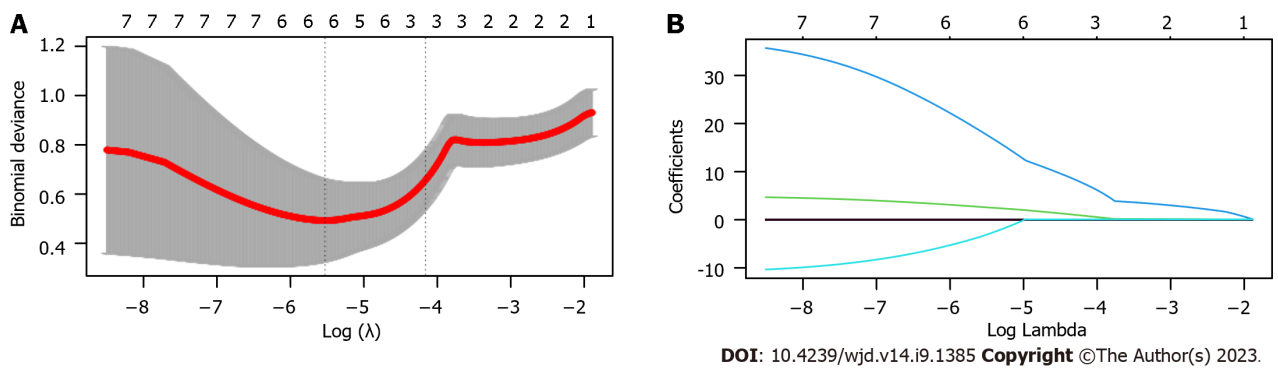 A
7 7 7 7 7 7 6 6 6 5 6 3 3 3 2 2 2 2 1
Binomial deviance
1.2
1.0
0.8
0.6
0.4
−8 −7 −6 −5 −4 −3 −2
Log (λ)
B
7 7 6 6 3 2 1
Coefficients
30
20
10
0
-10
−8 −7 −6 −5 −4 −3 −2
Log Lambda
DOI: 10.4239/wjd.v14.i9.1385 Copyright ©The Author(s) 2023.